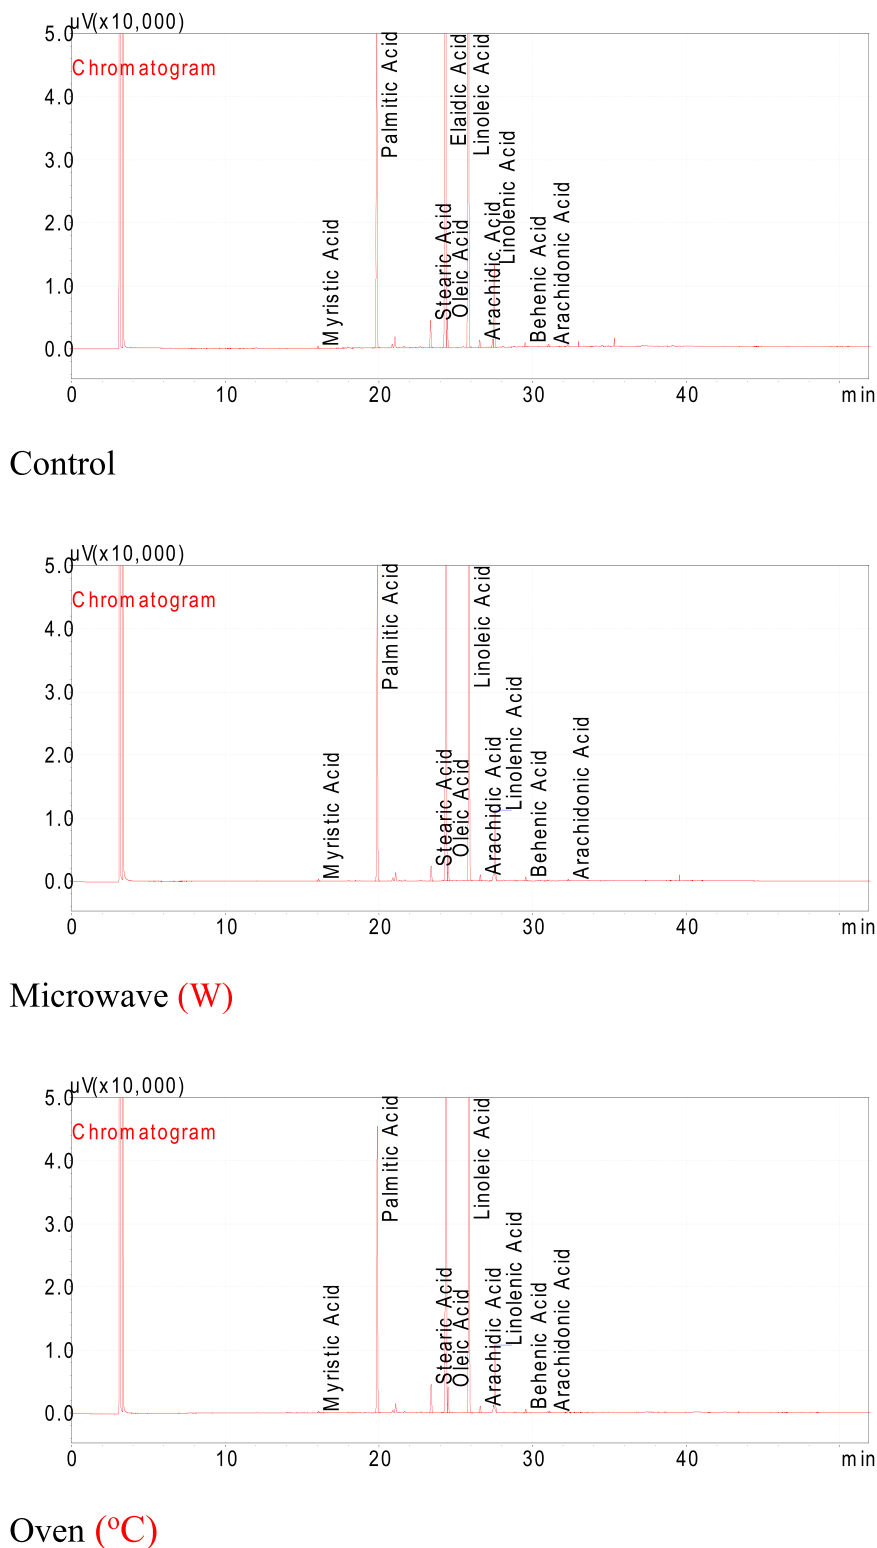 µV(x10,000)
5.0
Chromatogram
4.0
3.0
2.0
1.0
0.0
Myristic Acid
Palmitic Acid
Stearic Acid
Oleic Acid
Elaidic Acid
Linoleic Acid
Arachidic Acid
Linolenic Acid
Behenic Acid
Arachidonic Acid
0 10 20 30 40 min
Control
µV(x10,000)
5.0
Chromatogram
4.0
3.0
2.0
1.0
0.0
Myristic Acid
Palmitic Acid
Stearic Acid
Oleic Acid
Linoleic Acid
Arachidic Acid
Linolenic Acid
Behenic Acid
Arachidonic Acid
0 10 20 30 40 min
Microwave (W)
µV(x10,000)
5.0
Chromatogram
4.0
3.0
2.0
1.0
0.0
Myristic Acid
Palmitic Acid
Stearic Acid
Oleic Acid
Linoleic Acid
Arachidic Acid
Linolenic Acid
Behenic Acid
Arachidonic Acid
0 10 20 30 40 min
Oven (ºC)